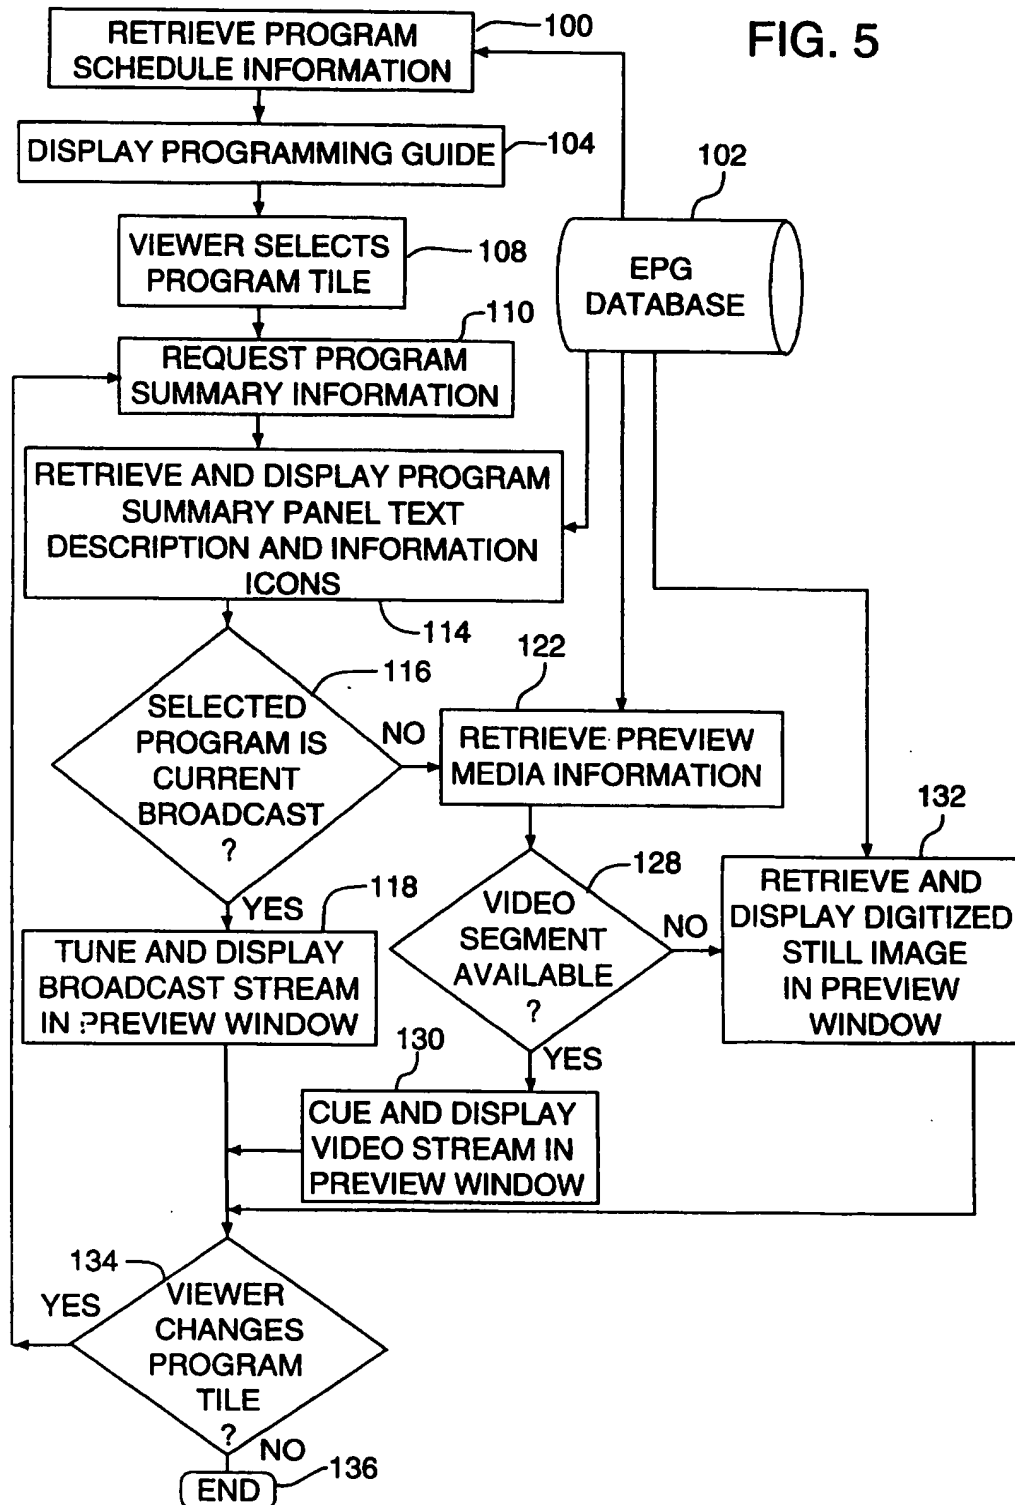 FIG. 5
RETRIEVE PROGRAM
SCHEDULE INFORMATION
100
DISPLAY PROGRAMMING GUIDE
104
102
EPG
DATABASE
VIEWER SELECTS
PROGRAM TILE
108
110
REQUEST PROGRAM
SUMMARY INFORMATION
RETRIEVE AND DISPLAY PROGRAM
SUMMARY PANEL TEXT
DESCRIPTION AND INFORMATION
ICONS
114
116
SELECTED
PROGRAM IS
CURRENT
BROADCAST
?
NO
YES
122
RETRIEVE PREVIEW
MEDIA INFORMATION
118
TUNE AND DISPLAY
BROADCAST STREAM
IN PREVIEW WINDOW
128
VIDEO
SEGMENT
AVAILABLE
?
NO
YES
132
RETRIEVE AND
DISPLAY DIGITIZED
STILL IMAGE
IN PREVIEW
WINDOW
130
CUE AND DISPLAY
VIDEO STREAM IN
PREVIEW WINDOW
134
YES
VIEWER
CHANGES
PROGRAM
TILE
?
NO
END
136